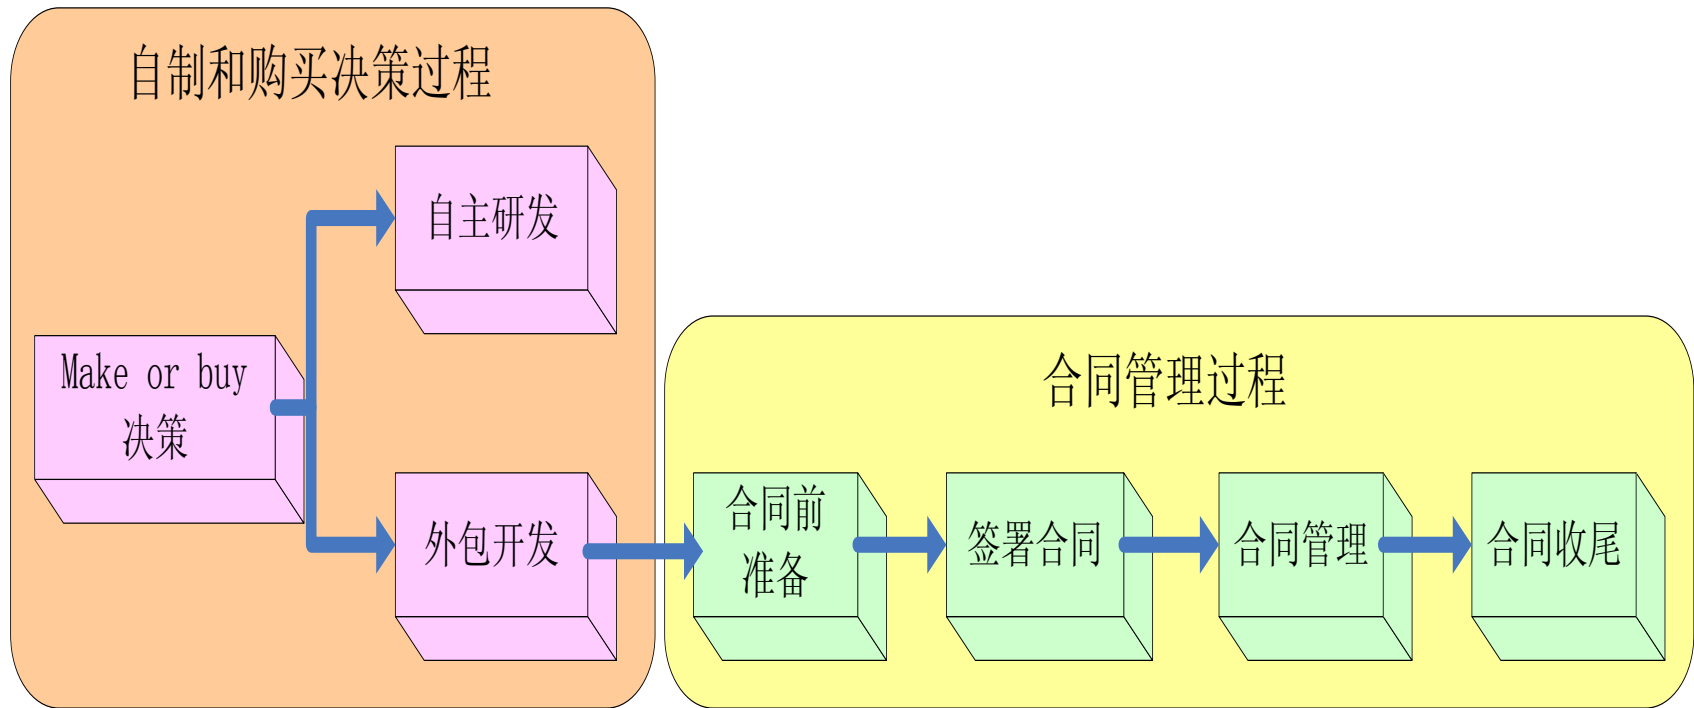 自制和购买决策过程
自主研发
Make or buy
决策
外包开发
合同管理过程
合同前
准备
签署合同
合同管理
合同收尾